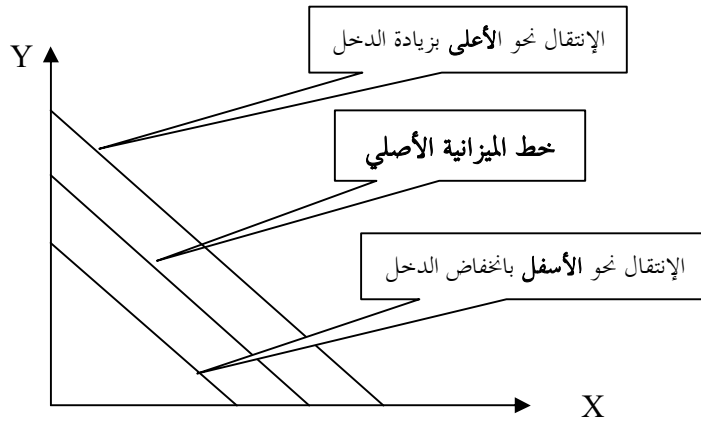 الإنتقال نحو الأعلى بزيادة الدخل
Y
خط الميزانية الأصلي
الإنتقال نحو الأسفل بانخفاض الدخل
X